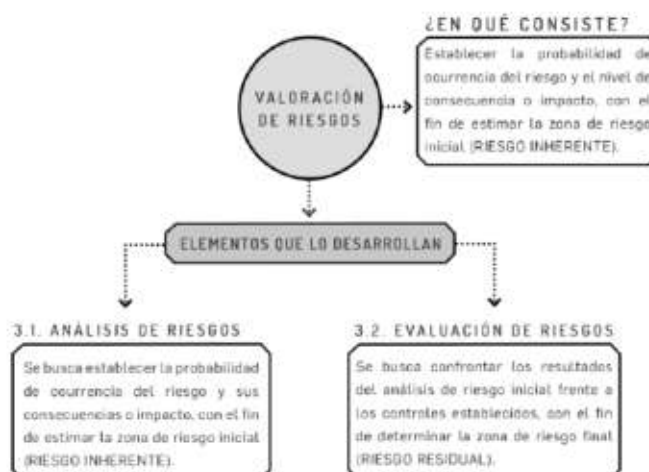 ¿EN QUÉ CONSISTE?
Establecer la probabilidad de
ocurrencia del riesgo y el nivel de
consecuencia o impacto, con el
fin de estimar la zona de riesgo
inicial (RIESGO INHERENTE).
VALORACIÓN
DE RIESGOS
ELEMENTOS QUE LO DESARROLLAN
3.1. ANÁLISIS DE RIESGOS
Se busca establecer la probabilidad
de ocurrencia del riesgo y sus
consecuencias o impacto, con el fin
de estimar la zona de riesgo inicial
(RIESGO INHERENTE).
3.2. EVALUACIÓN DE RIESGOS
Se busca confrontar los resultados
del análisis de riesgo inicial frente a
los controles establecidos, con el fin
de determinar la zona de riesgo final
(RIESGO RESIDUAL).